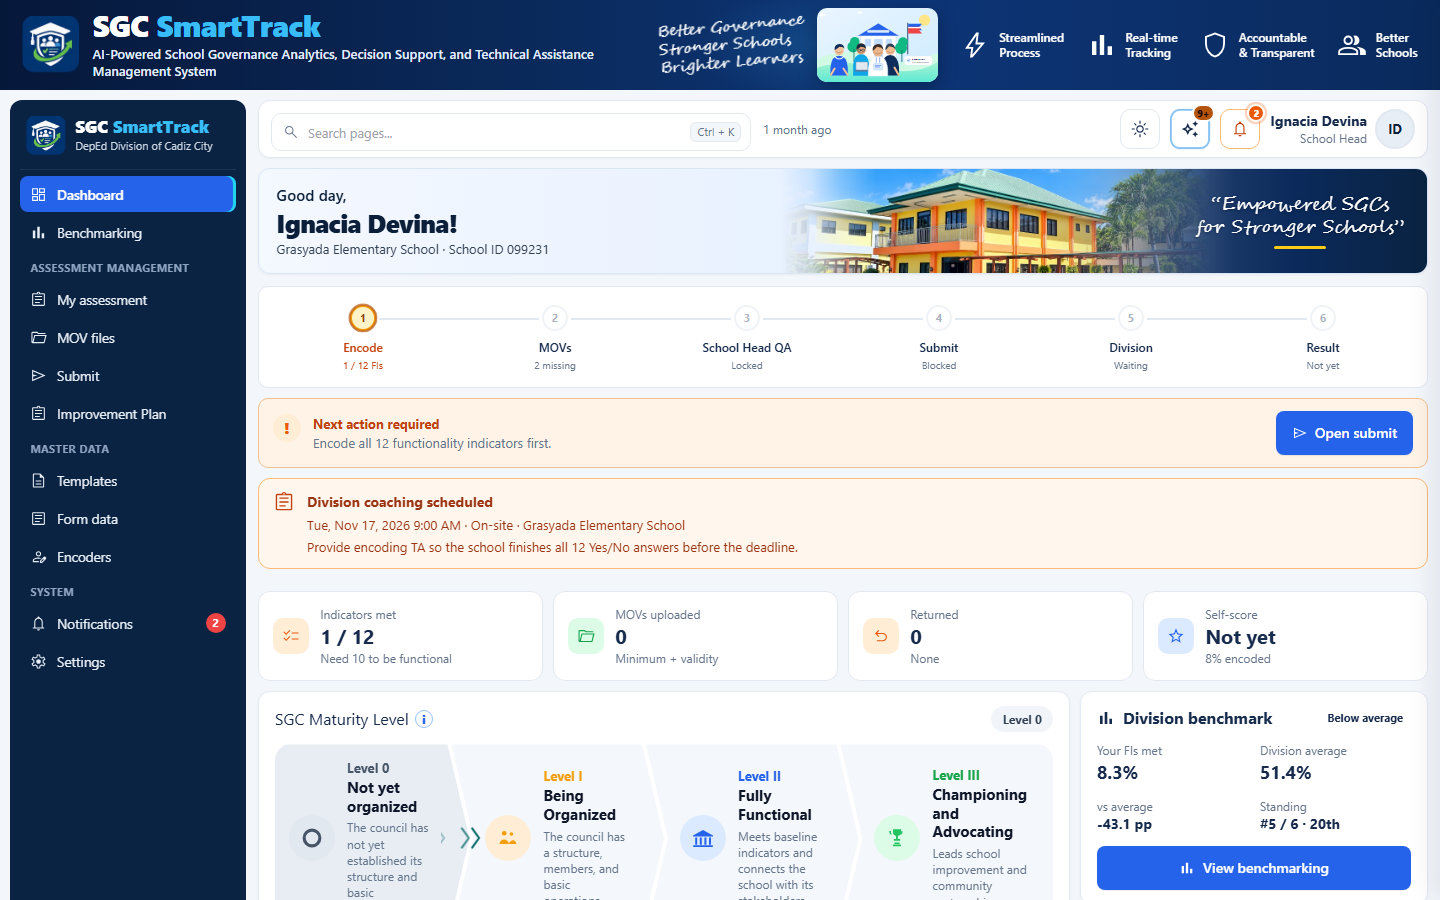 SGC SmartTrack
AI-Powered School Governance Analytics, Decision Support, and Technical Assistance
Management System
Better Governance
Stronger Schools
Brighter Learners
Streamlined
Process
Real-time
Tracking
Accountable
& Transparent
Better
Schools
SGC SmartTrack
DepEd Division of Cadiz City
Dashboard
Benchmarking
ASSESSMENT MANAGEMENT
My assessment
MOV files
Submit
Improvement Plan
MASTER DATA
Templates
Form data
Encoders
SYSTEM
Notifications
2
Settings
Search pages...
Ctrl + K
1 month ago
9+
2
Ignacia Devina
School Head
ID
Good day,
Ignacia Devina!
Grasyada Elementary School · School ID 099231
“Empowered SGCs
for Stronger Schools”
1
Encode
1 / 12 FIs
2
MOVs
2 missing
3
School Head QA
Locked
4
Submit
Blocked
5
Division
Waiting
6
Result
Not yet
Next action required
Encode all 12 functionality indicators first.
Open submit
Division coaching scheduled
Tue, Nov 17, 2026 9:00 AM · On-site · Grasyada Elementary School
Provide encoding TA so the school finishes all 12 Yes/No answers before the deadline.
Indicators met
1 / 12
Need 10 to be functional
MOVs uploaded
0
Minimum + validity
Returned
0
None
Self-score
Not yet
8% encoded
SGC Maturity Level
Level 0
Level 0
Not yet
organized
The council has
not yet
established its
structure and
basic
Level I
Being
Organized
The council has
a structure,
members, and
basic
operations
Level II
Fully
Functional
Meets baseline
indicators and
connects the
school with its
Level III
Championing
and
Advocating
Leads school
improvement and
community
Division benchmark
Below average
Your FIs met
8.3%
Division average
51.4%
vs average
-43.1 pp
Standing
#5 / 6 · 20th
View benchmarking